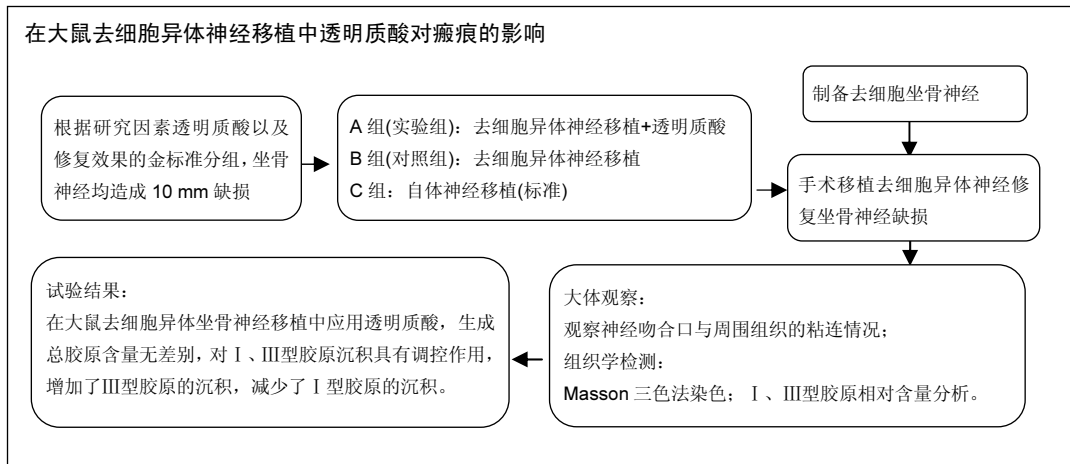 在大鼠去细胞异体神经移植中透明质酸对瘢痕的影响
根据研究因素透明质酸以及
修复效果的金标准分组，坐骨
神经均造成 10 mm 缺损
A 组(实验组)：去细胞异体神经移植+透明质酸
B 组(对照组)：去细胞异体神经移植
C 组：自体神经移植(标准)
制备去细胞坐骨神经
手术移植去细胞异体神经修
复坐骨神经缺损
大体观察：
观察神经吻合口与周围组织的粘连情况；
组织学检测：
Masson 三色法染色；Ⅰ、Ⅲ型胶原相对含量分析。
试验结果：
在大鼠去细胞异体坐骨神经移植中应用透明质酸，生成
总胶原含量无差别，对Ⅰ、Ⅲ型胶原沉积具有调控作用，
增加了Ⅲ型胶原的沉积，减少了Ⅰ型胶原的沉积。